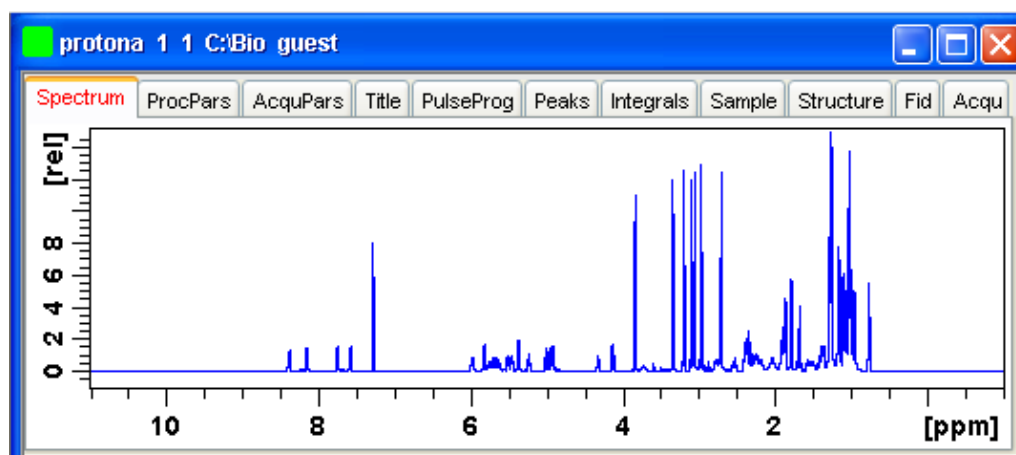 protona 1 1 C:\Bio guest
Spectrum ProcPars AcquPars Title PulseProg Peaks Integrals Sample Structure Fid Acqu
[rel]
8
6
4
2
0
10 8 6 4 2 [ppm]